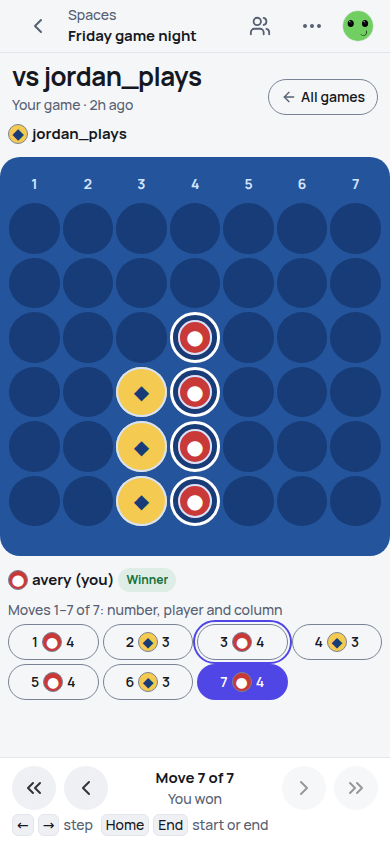 Spaces
Friday game night
vs jordan_plays
Your game · 2h ago
← All games
jordan_plays
1 2 3 4 5 6 7
avery (you) Winner
Moves 1–7 of 7: number, player and column
1 4 2 3 3 4 4 3
5 4 6 3 7 4
Move 7 of 7
You won
← → step Home End start or end